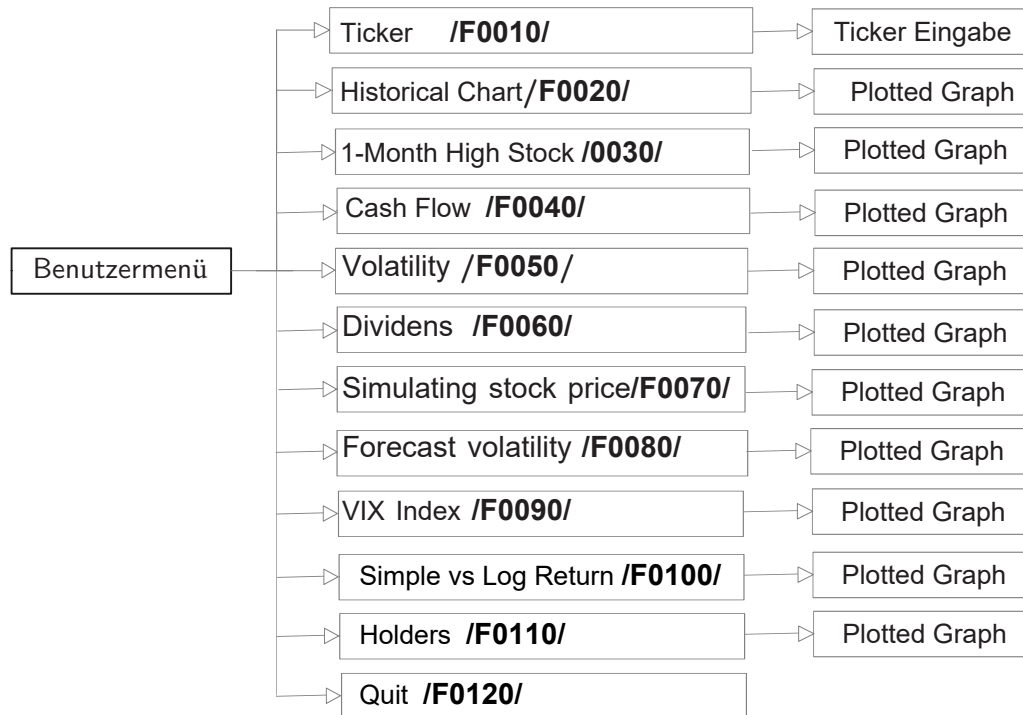 Ticker /F0010/ Ticker Eingabe
Historical Chart/F0020/ Plotted Graph
1-Month High Stock /0030/ Plotted Graph
Cash Flow /F0040/ Plotted Graph
Benutzermenü
Volatility /F0050/ Plotted Graph
Dividens /F0060/ Plotted Graph
Simulating stock price/F0070/ Plotted Graph
Forecast volatility /F0080/ Plotted Graph
VIX Index /F0090/ Plotted Graph
Simple vs Log Return /F0100/ Plotted Graph
Holders /F0110/ Plotted Graph
Quit /F0120/